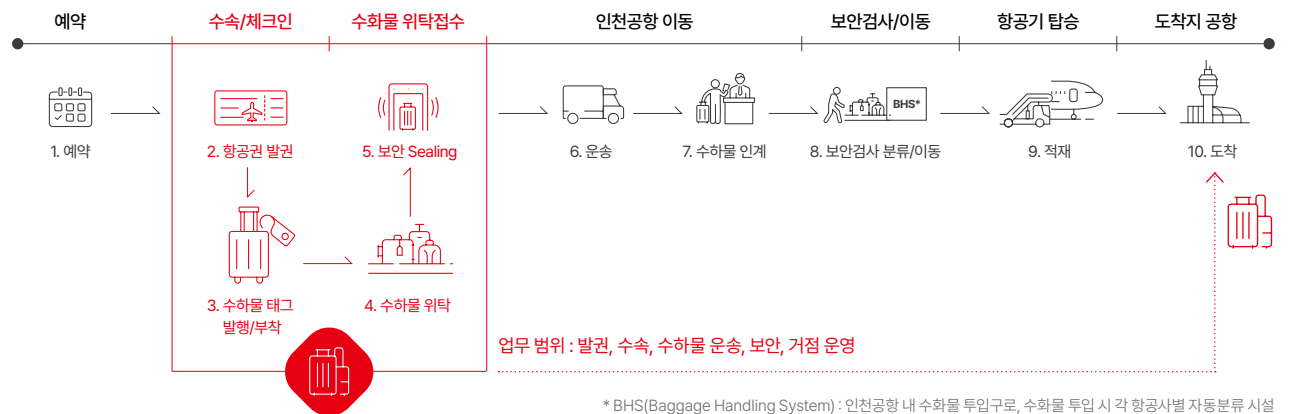 예약
수속/체크인
수화물 위탁접수
인천공항 이동
보안검사/이동
항공기 탑승
도착지 공항
BHS*
1. 예약
2. 항공권 발권
5. 보안 Sealing
6. 운송
7. 수하물 인계
8. 보안검사 분류/이동
9. 적재
10. 도착
3. 수하물 태그
발행/부착
4. 수하물 위탁
업무 범위 : 발권, 수속, 수하물 운송, 보안, 거점 운영
* BHS(Baggage Handling System) : 인천공항 내 수화물 투입구로, 수화물 투입 시 각 항공사별 자동분류 시설